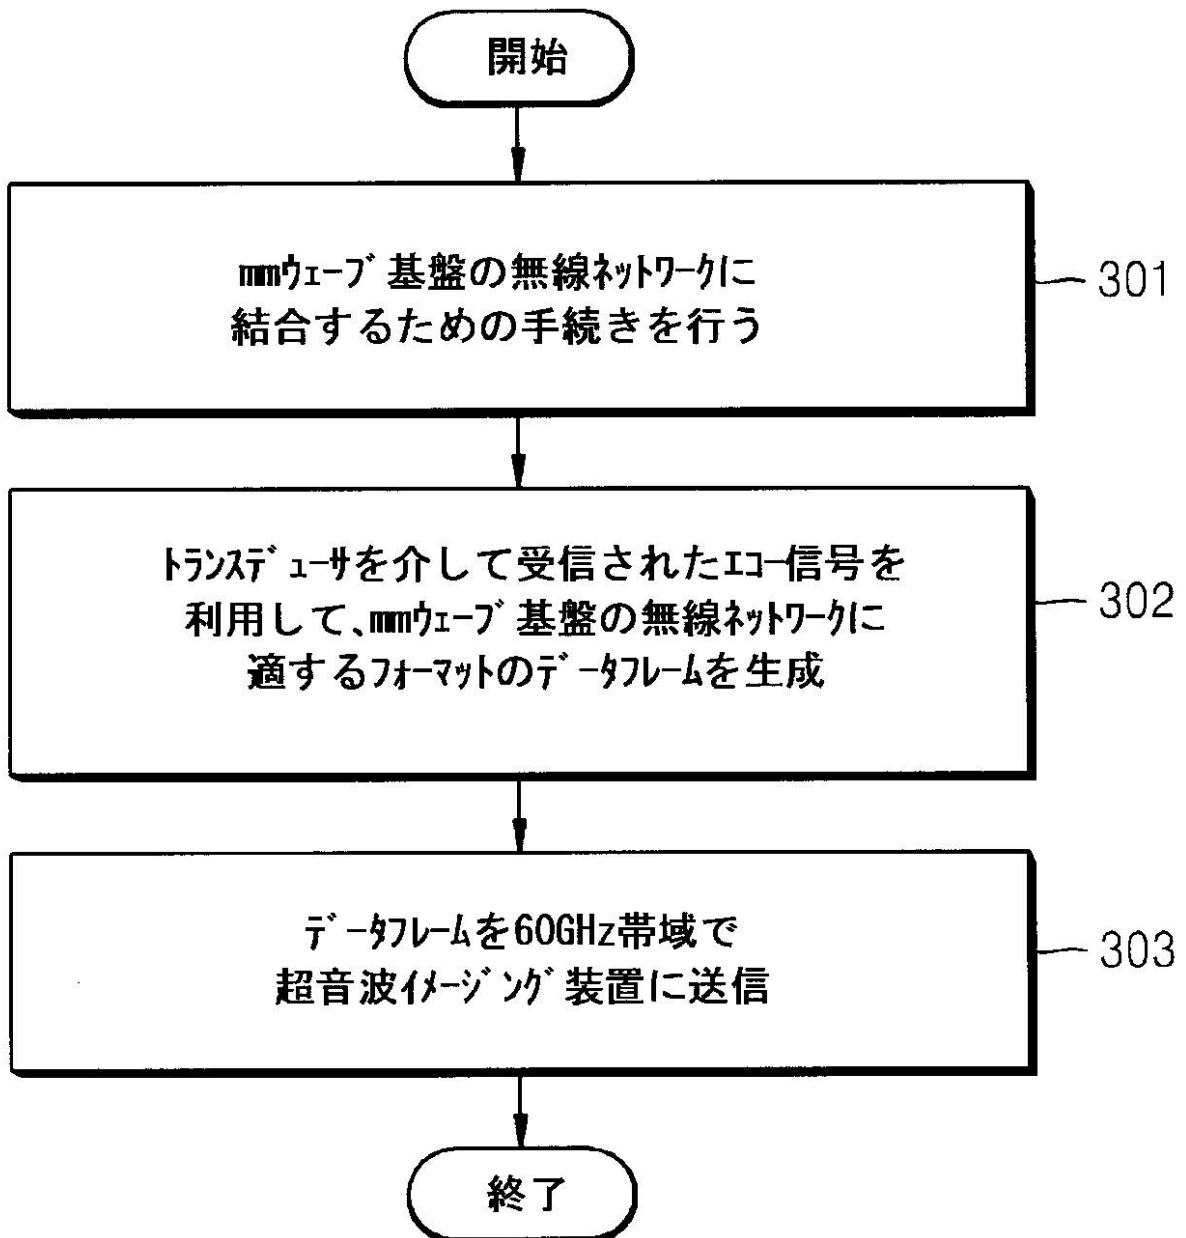 開始
mmウェーブ基盤の無線ネットワークに
結合するための手続きを行う
301
トランスデューサを介して受信されたエコー信号を
利用して、mmウェーブ基盤の無線ネットワークに
適するフォーマットのデータフレームを生成
302
データフレームを60GHz帯域で
超音波イメージング装置に送信
303
終了